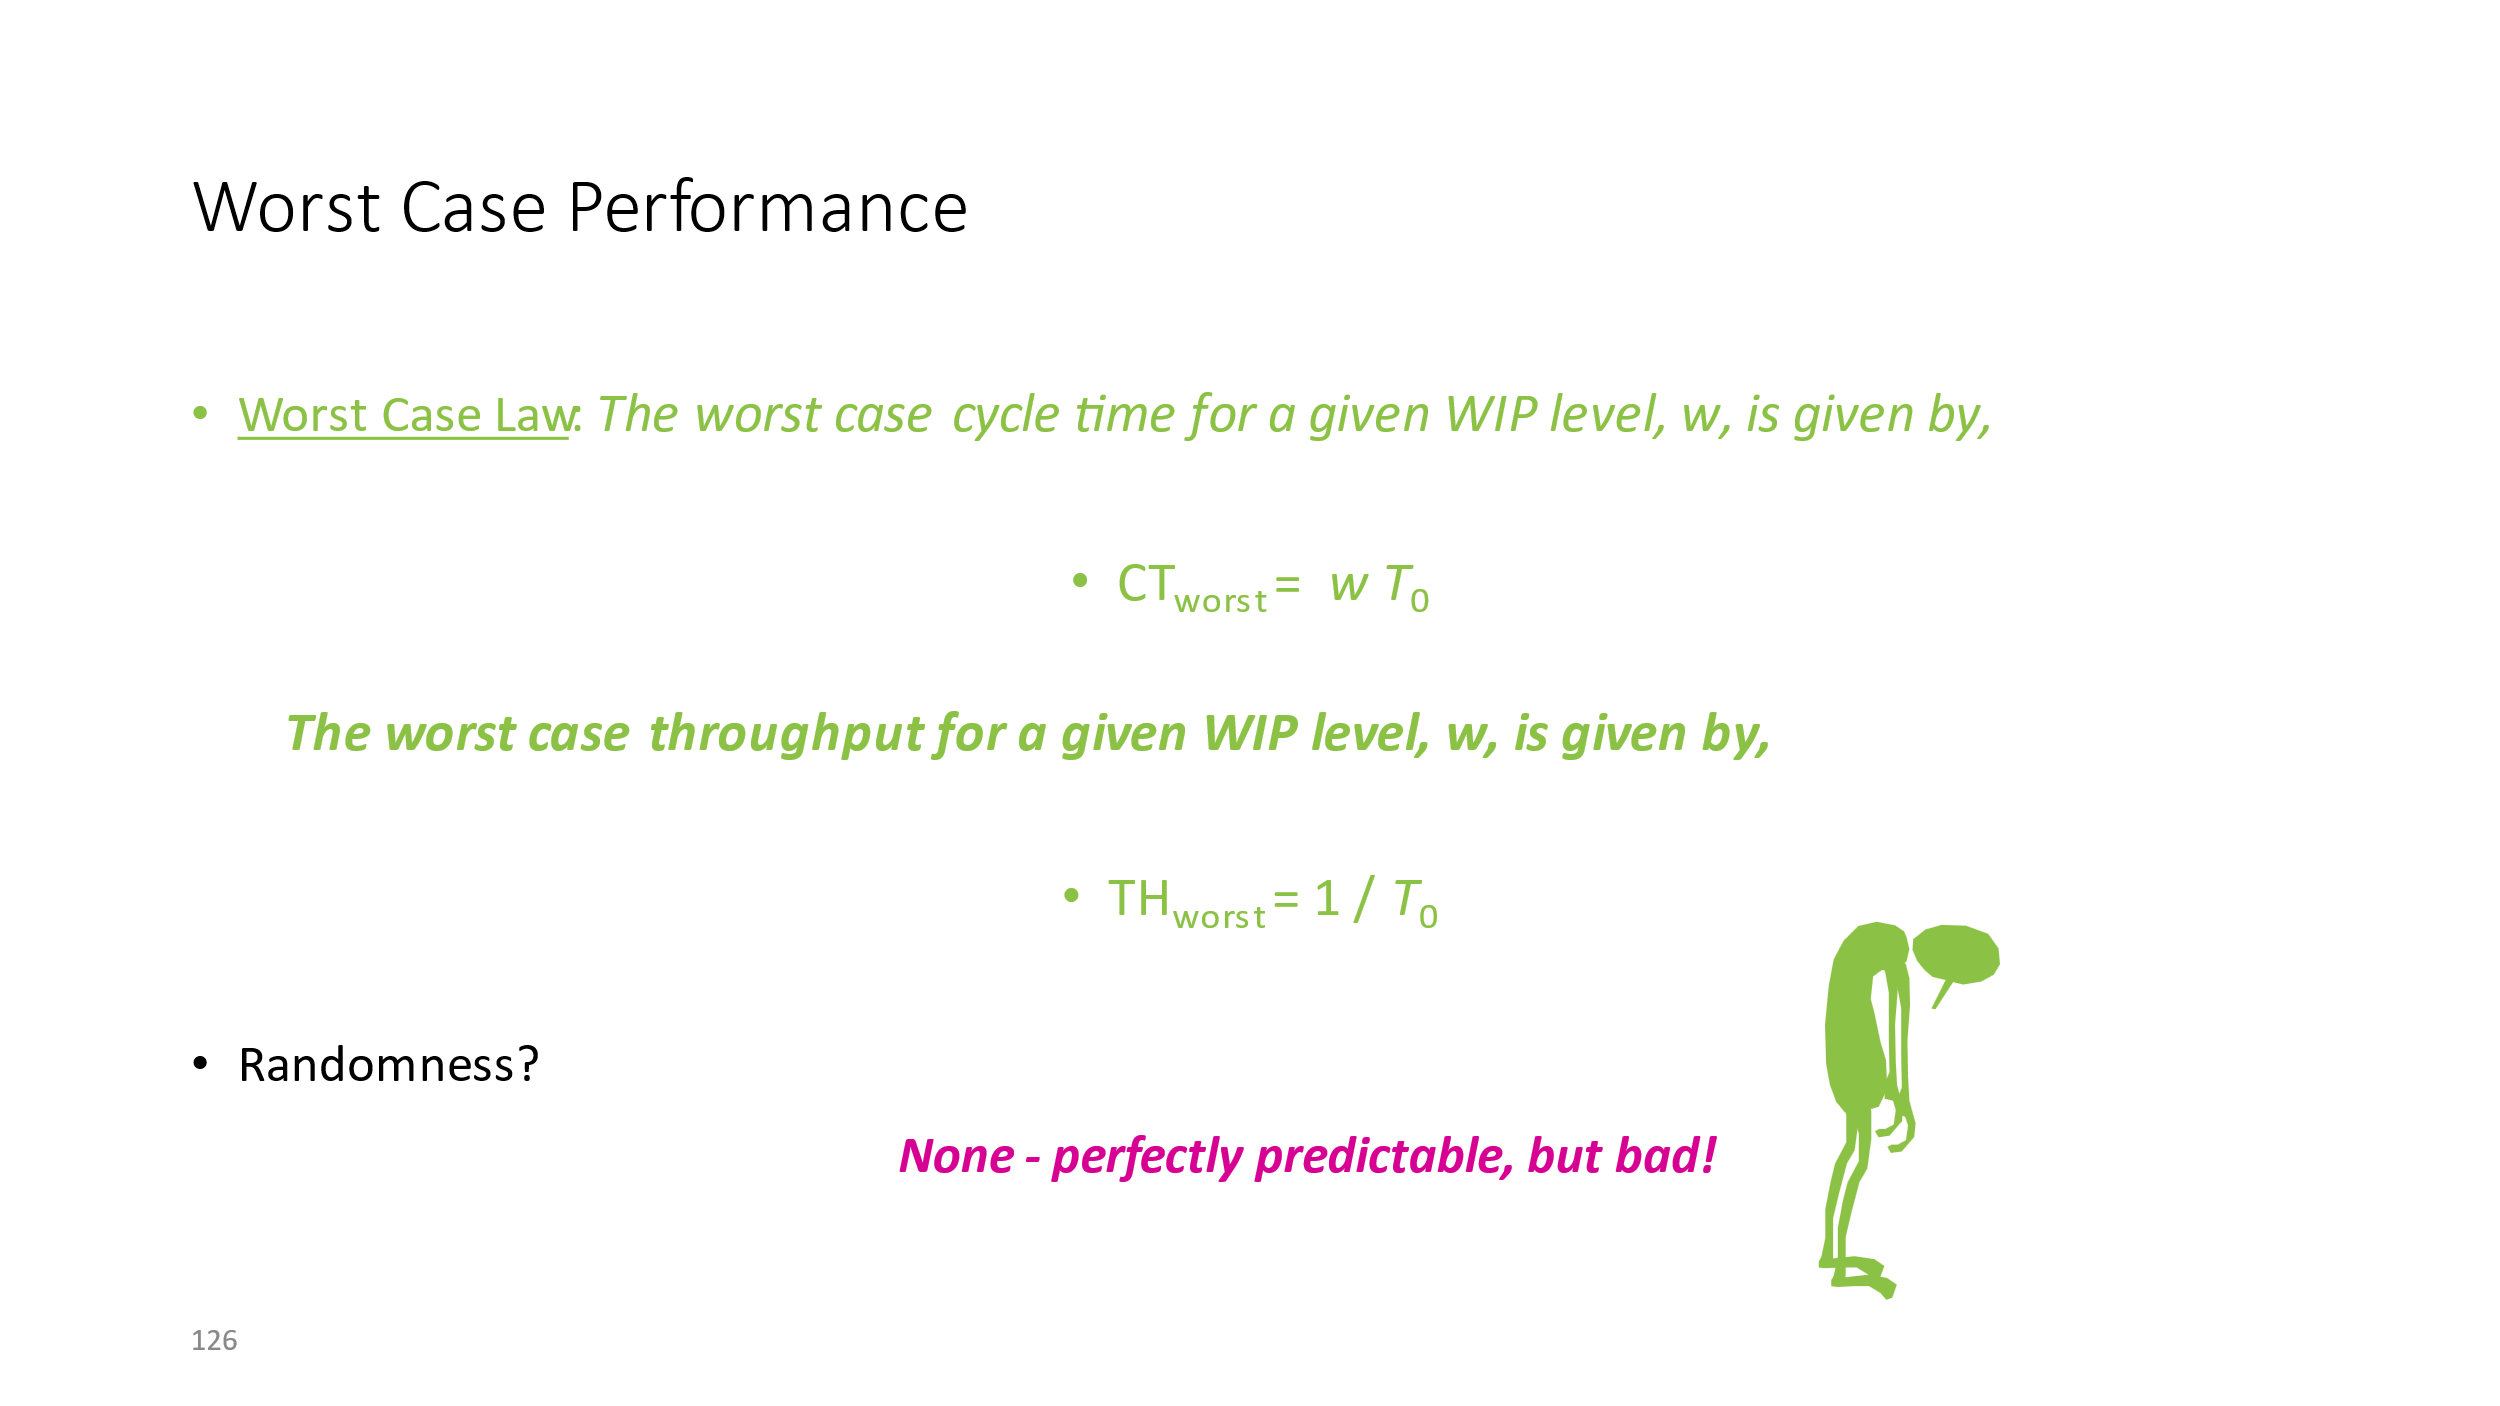 Worst Case Performance
• Worst Case Law: The worst case cycle time for a given WIP level, w, is given by,
• CTworst = w T0
The worst case throughput for a given WIP level, w, is given by,
• THworst = 1 / T0
• Randomness?
None - perfectly predictable, but bad!
126